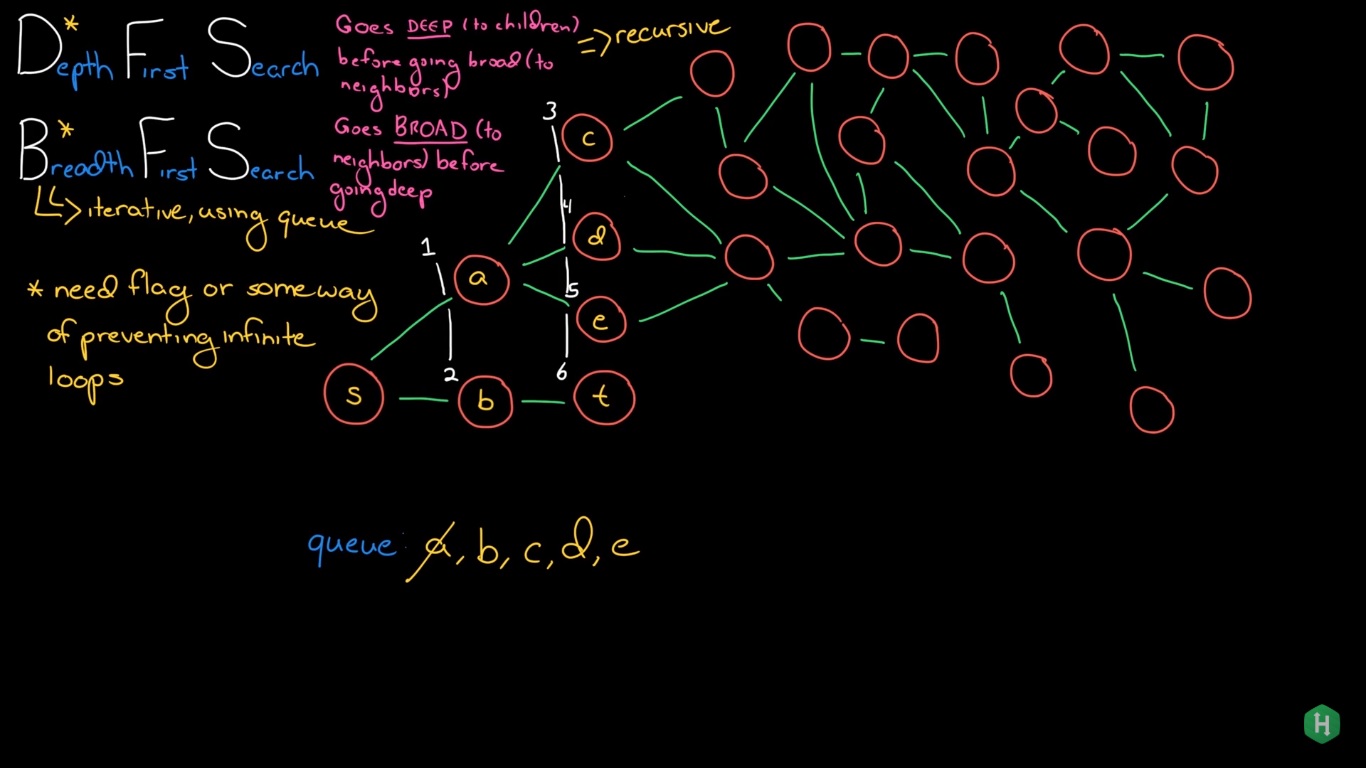 Depth* First Search
Goes DEEP (to children)
before going broad (to
neighbors)
=> recursive
Breadth* First Search
Goes BROAD (to
neighbors) before
going deep
↳> iterative, using queue
* need flag or some way
of preventing infinite
loops
3
c
4
d
1
a
5
e
2
6
s
b
t
queue: a, b, c, d, e
H